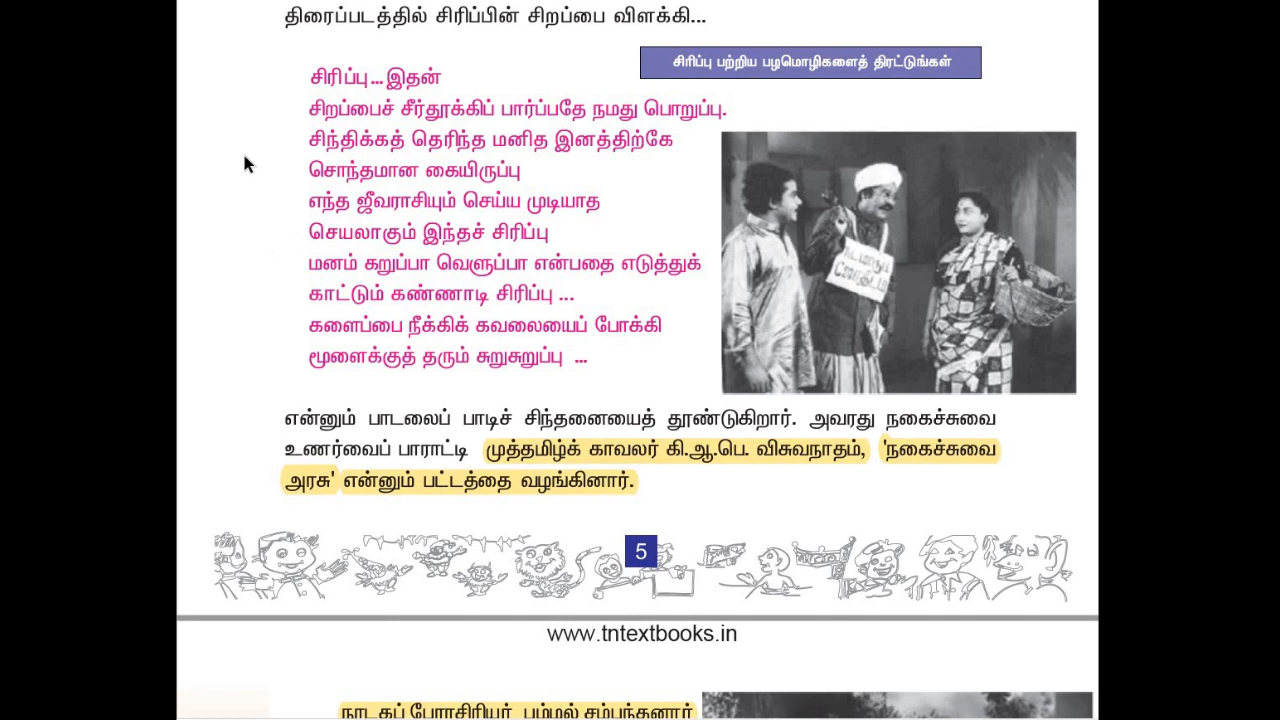 திரைப்படத்தில் சிரிப்பின் சிறப்பை விளக்கி...
சிரிப்பு பற்றிய பழமொழிகளைத் திரட்டுங்கள்
சிரிப்பு... இதன்
சிறப்பைச் சீர்தூக்கிப் பார்ப்பதே நமது பொறுப்பு.
சிந்திக்கத் தெரிந்த மனித இனத்திற்கே
சொந்தமான கையிருப்பு
எந்த ஜீவராசியும் செய்ய முடியாத
செயலாகும் இந்தச் சிரிப்பு
மனம் கறுப்பா வெளுப்பா என்பதை எடுத்துக்
காட்டும் கண்ணாடி சிரிப்பு ...
களைப்பை நீக்கிக் கவலையைப் போக்கி
மூளைக்குத் தரும் சுறுசுறுப்பு ...
என்னும் பாடலைப் பாடிச் சிந்தனையைத் தூண்டுகிறார். அவரது நகைச்சுவை
உணர்வைப் பாராட்டி முத்தமிழ்க் காவலர் கி.ஆ.பெ. விசுவநாதம், 'நகைச்சுவை
அரசு' என்னும் பட்டத்தை வழங்கினார்.
5
www.tntextbooks.in
நாடகப் பேராசிரியர் பம்மல் சம்பந்தனார்